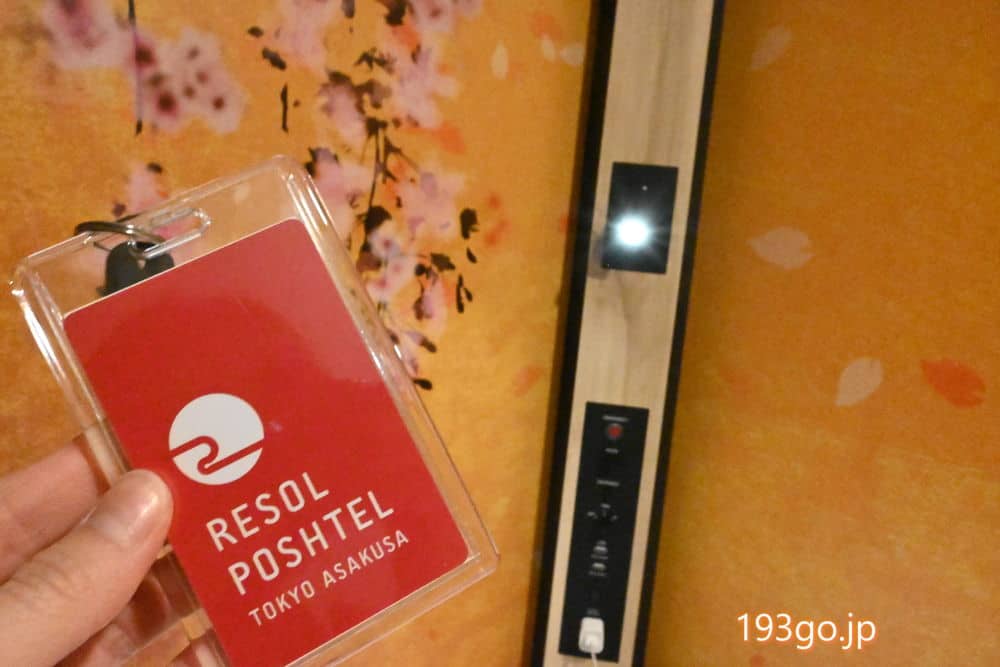 RESOL
POSHTEL
TOKYO ASAKUSA
193go.jp